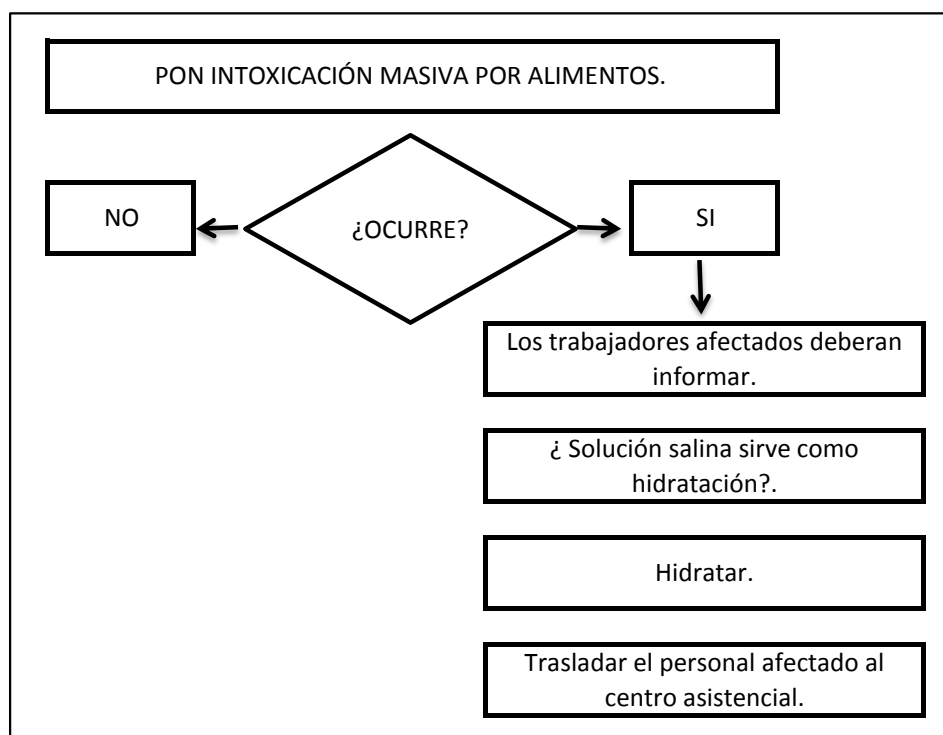 PON INTOXICACIÓN MASIVA POR ALIMENTOS.
NO
¿OCURRE?
SI
Los trabajadores afectados deberan
informar.
¿ Solución salina sirve como
hidratación?.
Hidratar.
Trasladar el personal afectado al
centro asistencial.